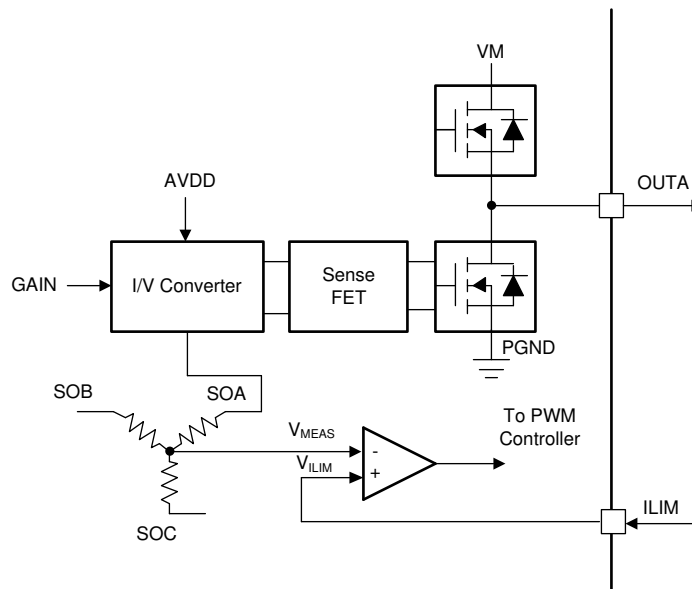 VM
OUTA
AVDD
GAIN
I/V Converter
Sense
FET
PGND
SOB
SOA
SOC
VMEAS
VILIM
-
+
To PWM
Controller
ILIM